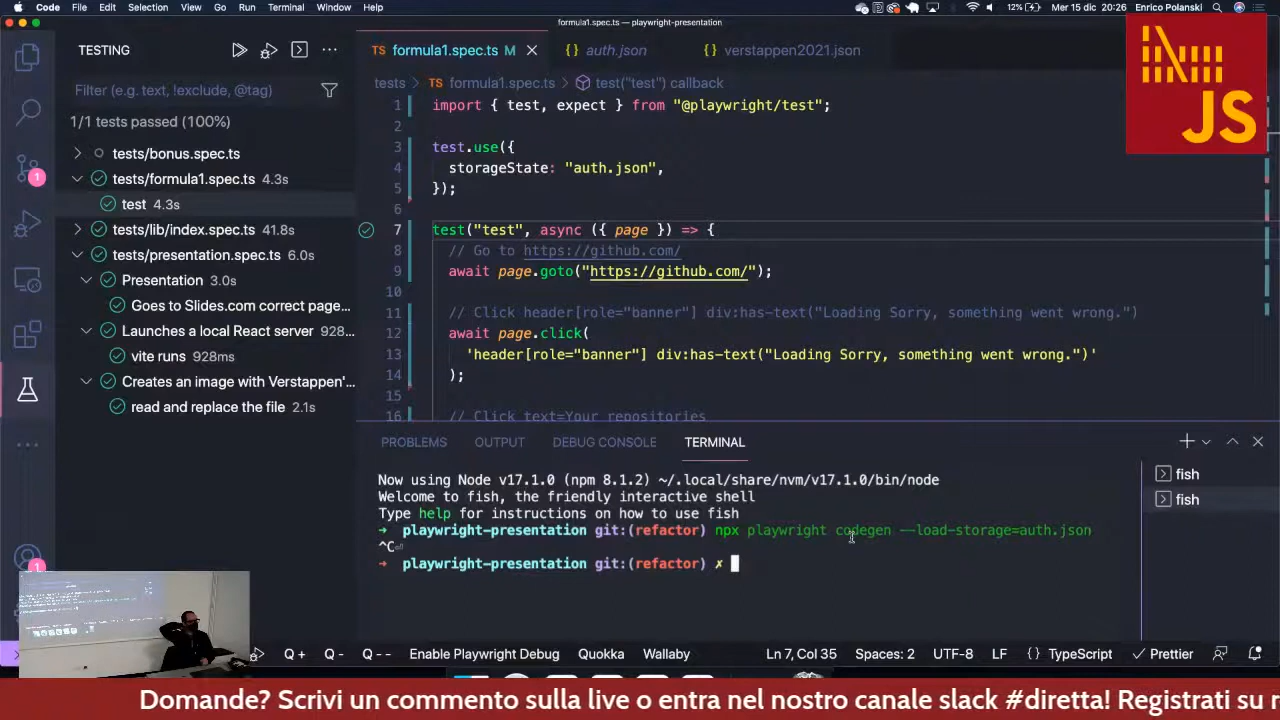 Code File Edit Selection View Go Run Terminal Window Help 12% Mer 15 dic 20:26 Enrico Polanski
formula1.spec.ts — playwright-presentation
TESTING
formula1.spec.ts M
auth.json
verstappen2021.json
JS
Filter (e.g. text, !exclude, @tag)
1/1 tests passed (100%)
tests/bonus.spec.ts
tests/formula1.spec.ts 4.3s
test 4.3s
tests/lib/index.spec.ts 41.8s
tests/presentation.spec.ts 6.0s
Presentation 3.0s
Goes to Slides.com correct page...
Launches a local React server 928...
vite runs 928ms
Creates an image with Verstappen'...
read and replace the file 2.1s
1
1
tests > formula1.spec.ts > test("test") callback
1 import { test, expect } from "@playwright/test";
2
3 test.use({
4 storageState: "auth.json",
5 });
6
7 test("test", async ({ page }) => {
8 // Go to https://github.com/
9 await page.goto("https://github.com/");
10
11 // Click header[role="banner"] div:has-text("Loading Sorry, something went wrong.")
12 await page.click(
13 'header[role="banner"] div:has-text("Loading Sorry, something went wrong.")'
14 );
15
16 // Click text=Your repositories
PROBLEMS OUTPUT DEBUG CONSOLE TERMINAL
Now using Node v17.1.0 (npm 8.1.2) ~/.local/share/nvm/v17.1.0/bin/node
Welcome to fish, the friendly interactive shell
Type help for instructions on how to use fish
➜ playwright-presentation git:(refactor) npx playwright codegen --load-storage=auth.json
^C⏎
➜ playwright-presentation git:(refactor) ✗
fish
fish
Q + Q - Q -- Enable Playwright Debug Quokka Wallaby Ln 7, Col 35 Spaces: 2 UTF-8 LF {} TypeScript Prettier
Domande? Scrivi un commento sulla live o entra nel nostro canale slack #diretta! Registrati su